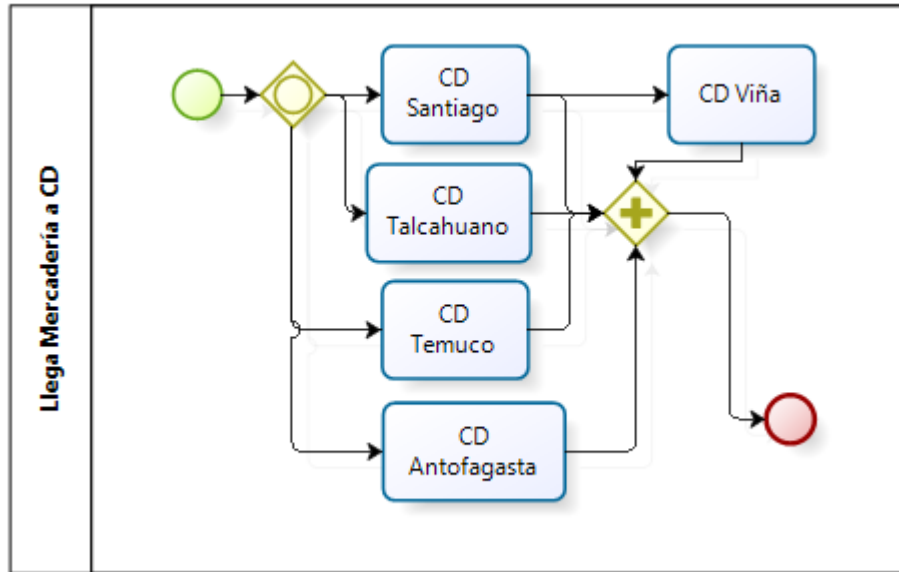 Llega Mercadería a CD
CD
Santiago
CD Viña
CD
Talcahuano
CD
Temuco
CD
Antofagasta